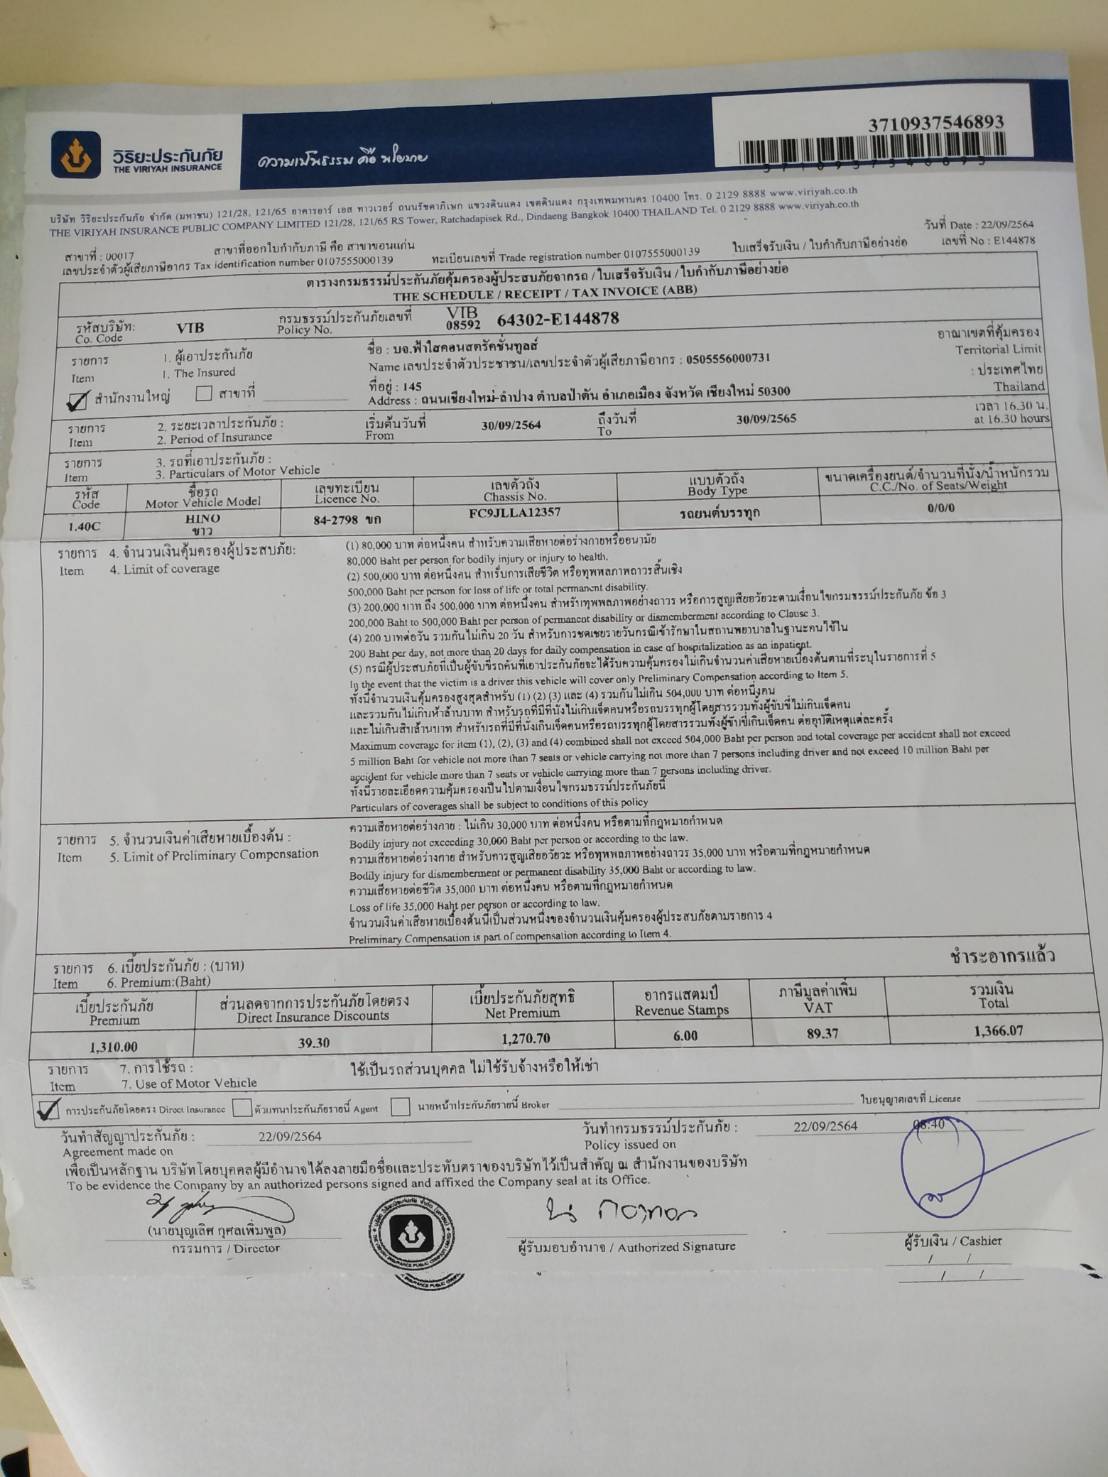 3710937546893
วิริยะประกันภัย
THE VIRIYAH INSURANCE
ความเป็นธรรม คือ นโยบาย
บริษัท วิริยะประกันภัย จำกัด (มหาชน) 121/28, 121/65 อาคารอาร์ เอส ทาวเวอร์ ถนนรัชดาภิเษก แขวงดินแดง เขตดินแดง กรุงเทพมหานคร 10400 โทร. 0 2129 8888 www.viriyah.co.th
THE VIRIYAH INSURANCE PUBLIC COMPANY LIMITED 121/28, 121/65 RS Tower, Ratchadapisek Rd., Dindaeng Bangkok 10400 THAILAND Tel. 0 2129 8888 www.viriyah.co.th
วันที่ Date : 22/09/2564
สาขาที่ : 00017 สาขาที่ออกใบกำกับภาษี คือ สาขาขอนแก่น ใบเสร็จรับเงิน / ใบกำกับภาษีอย่างย่อ เลขที่ No : E144878
เลขประจำตัวผู้เสียภาษีอากร Tax identification number 0107555000139 ทะเบียนเลขที่ Trade registration number 0107555000139
ตารางกรมธรรม์ประกันภัยคุ้มครองผู้ประสบภัยจากรถ / ใบเสร็จรับเงิน / ใบกำกับภาษีอย่างย่อ
THE SCHEDULE / RECEIPT / TAX INVOICE (ABB)
รหัสบริษัท: VIB กรมธรรม์ประกันภัยเลขที่ VIB 64302-E144878
Co. Code Policy No. 08592
รายการ 1. ผู้เอาประกันภัย ชื่อ : บจ.ฟ้าใสคอนสตรัคชั่นทูลส์ อาณาเขตที่คุ้มครอง
Item 1. The Insured Name เลขประจำตัวประชาชน/เลขประจำตัวผู้เสียภาษีอากร : 0505556000731 Territorial Limit
สำนักงานใหญ่ สาขาที่ ที่อยู่ : 145 : ประเทศไทย
Address : ถนนเชียงใหม่-ลำปาง ตำบลป่าตัน อำเภอเมือง จังหวัด เชียงใหม่ 50300 Thailand
รายการ 2. ระยะเวลาประกันภัย : เริ่มต้นวันที่ 30/09/2564 ถึงวันที่ 30/09/2565 เวลา 16.30 น.
Item 2. Period of Insurance From To at 16.30 hours
รายการ 3. รถที่เอาประกันภัย :
Item 3. Particulars of Motor Vehicle
รหัส ชื่อรถ เลขทะเบียน เลขตัวถัง แบบตัวถัง ขนาดเครื่องยนต์/จำนวนที่นั่ง/น้ำหนักรวม
Code Motor Vehicle Model Licence No. Chassis No. Body Type C.C./No. of Seats/Weight
1.40C HINO 84-2798 ขก FC9JLLA12357 รถยนต์บรรทุก 0/0/0
ขาว
รายการ 4. จำนวนเงินคุ้มครองผู้ประสบภัย: (1) 80,000 บาท ต่อหนึ่งคน สำหรับความเสียหายต่อร่างกายหรืออนามัย
Item 4. Limit of coverage 80,000 Baht per person for bodily injury or injury to health.
(2) 500,000 บาท ต่อหนึ่งคน สำหรับการเสียชีวิต หรือทุพพลภาพถาวรสิ้นเชิง
500,000 Baht per person for loss of life or total permanent disability.
(3) 200,000 บาท ถึง 500,000 บาท ต่อหนึ่งคน สำหรับทุพพลภาพอย่างถาวร หรือการสูญเสียอวัยวะตามเงื่อนไขกรมธรรม์ประกันภัย ข้อ 3
200,000 Baht to 500,000 Baht per person of permanent disability or dismemberment according to Clause 3.
(4) 200 บาทต่อวัน รวมกันไม่เกิน 20 วัน สำหรับการชดเชยรายวันกรณีเข้ารักษาในสถานพยาบาลในฐานะคนไข้ใน
200 Baht per day, not more than 20 days for daily compensation in case of hospitalization as an inpatient.
(5) กรณีผู้ประสบภัยที่เป็นผู้ขับขี่รถคันที่เอาประกันภัยจะได้รับความคุ้มครองไม่เกินจำนวนค่าเสียหายเบื้องต้นตามที่ระบุในรายการที่ 5
In the event that the victim is a driver this vehicle will cover only Preliminary Compensation according to Item 5.
ทั้งนี้จำนวนเงินคุ้มครองสูงสุดสำหรับ (1) (2) (3) และ (4) รวมกันไม่เกิน 504,000 บาท ต่อหนึ่งคน
และรวมกันไม่เกินห้าล้านบาท สำหรับรถที่มีที่นั่งไม่เกินเจ็ดคนหรือรถบรรทุกผู้โดยสารรวมทั้งผู้ขับขี่ไม่เกินเจ็ดคน
และไม่เกินสิบล้านบาท สำหรับรถที่มีที่นั่งเกินเจ็ดคนหรือรถบรรทุกผู้โดยสารรวมทั้งผู้ขับขี่เกินเจ็ดคน ต่ออุบัติเหตุแต่ละครั้ง
Maximum coverage for item (1), (2), (3) and (4) combined shall not exceed 504,000 Baht per person and total coverage per accident shall not exceed
5 million Baht for vehicle not more than 7 seats or vehicle carrying not more than 7 persons including driver and not exceed 10 million Baht per
accident for vehicle more than 7 seats or vehicle carrying more than 7 persons including driver.
ทั้งนี้รายละเอียดความคุ้มครองเป็นไปตามเงื่อนไขกรมธรรม์ประกันภัยนี้
Particulars of coverages shall be subject to conditions of this policy
รายการ 5. จำนวนเงินค่าเสียหายเบื้องต้น : ความเสียหายต่อร่างกาย : ไม่เกิน 30,000 บาท ต่อหนึ่งคน หรือตามที่กฎหมายกำหนด
Item 5. Limit of Preliminary Compensation Bodily injury not exceeding 30,000 Baht per person or according to the law.
ความเสียหายต่อร่างกาย สำหรับการสูญเสียอวัยวะ หรือทุพพลภาพอย่างถาวร 35,000 บาท หรือตามที่กฎหมายกำหนด
Bodily injury for dismemberment or permanent disability 35,000 Baht or according to law.
ความเสียหายต่อชีวิต 35,000 บาท ต่อหนึ่งคน หรือตามที่กฎหมายกำหนด
Loss of life 35,000 Baht per person or according to law.
จำนวนเงินค่าเสียหายเบื้องต้นนี้เป็นส่วนหนึ่งของจำนวนเงินคุ้มครองผู้ประสบภัยตามรายการ 4
Preliminary Compensation is part of compensation according to Item 4.
รายการ 6. เบี้ยประกันภัย : (บาท) ชำระอากรแล้ว
Item 6. Premium:(Baht)
เบี้ยประกันภัย ส่วนลดจากการประกันภัยโดยตรง เบี้ยประกันภัยสุทธิ อากรแสตมป์ ภาษีมูลค่าเพิ่ม รวมเงิน
Premium Direct Insurance Discounts Net Premium Revenue Stamps VAT Total
1,310.00 39.30 1,270.70 6.00 89.37 1,366.07
รายการ 7. การใช้รถ : ใช้เป็นรถส่วนบุคคล ไม่ใช้รับจ้างหรือให้เช่า
Item 7. Use of Motor Vehicle
การประกันภัยโดยตรง Direct Insurance ตัวแทนประกันภัยรายนี้ Agent นายหน้าประกันภัยรายนี้ Broker ใบอนุญาตเลขที่ License
วันทำสัญญาประกันภัย : 22/09/2564 วันทำกรมธรรม์ประกันภัย : 22/09/2564 08:40
Agreement made on Policy issued on
เพื่อเป็นหลักฐาน บริษัทโดยบุคคลผู้มีอำนาจได้ลงลายมือชื่อและประทับตราของบริษัทไว้เป็นสำคัญ ณ สำนักงานของบริษัท
To be evidence the Company by an authorized persons signed and affixed the Company seal at its Office.
(นายบุญเลิศ กุศลเพิ่มพูล)
กรรมการ / Director ผู้รับมอบอำนาจ / Authorized Signature ผู้รับเงิน / Cashier